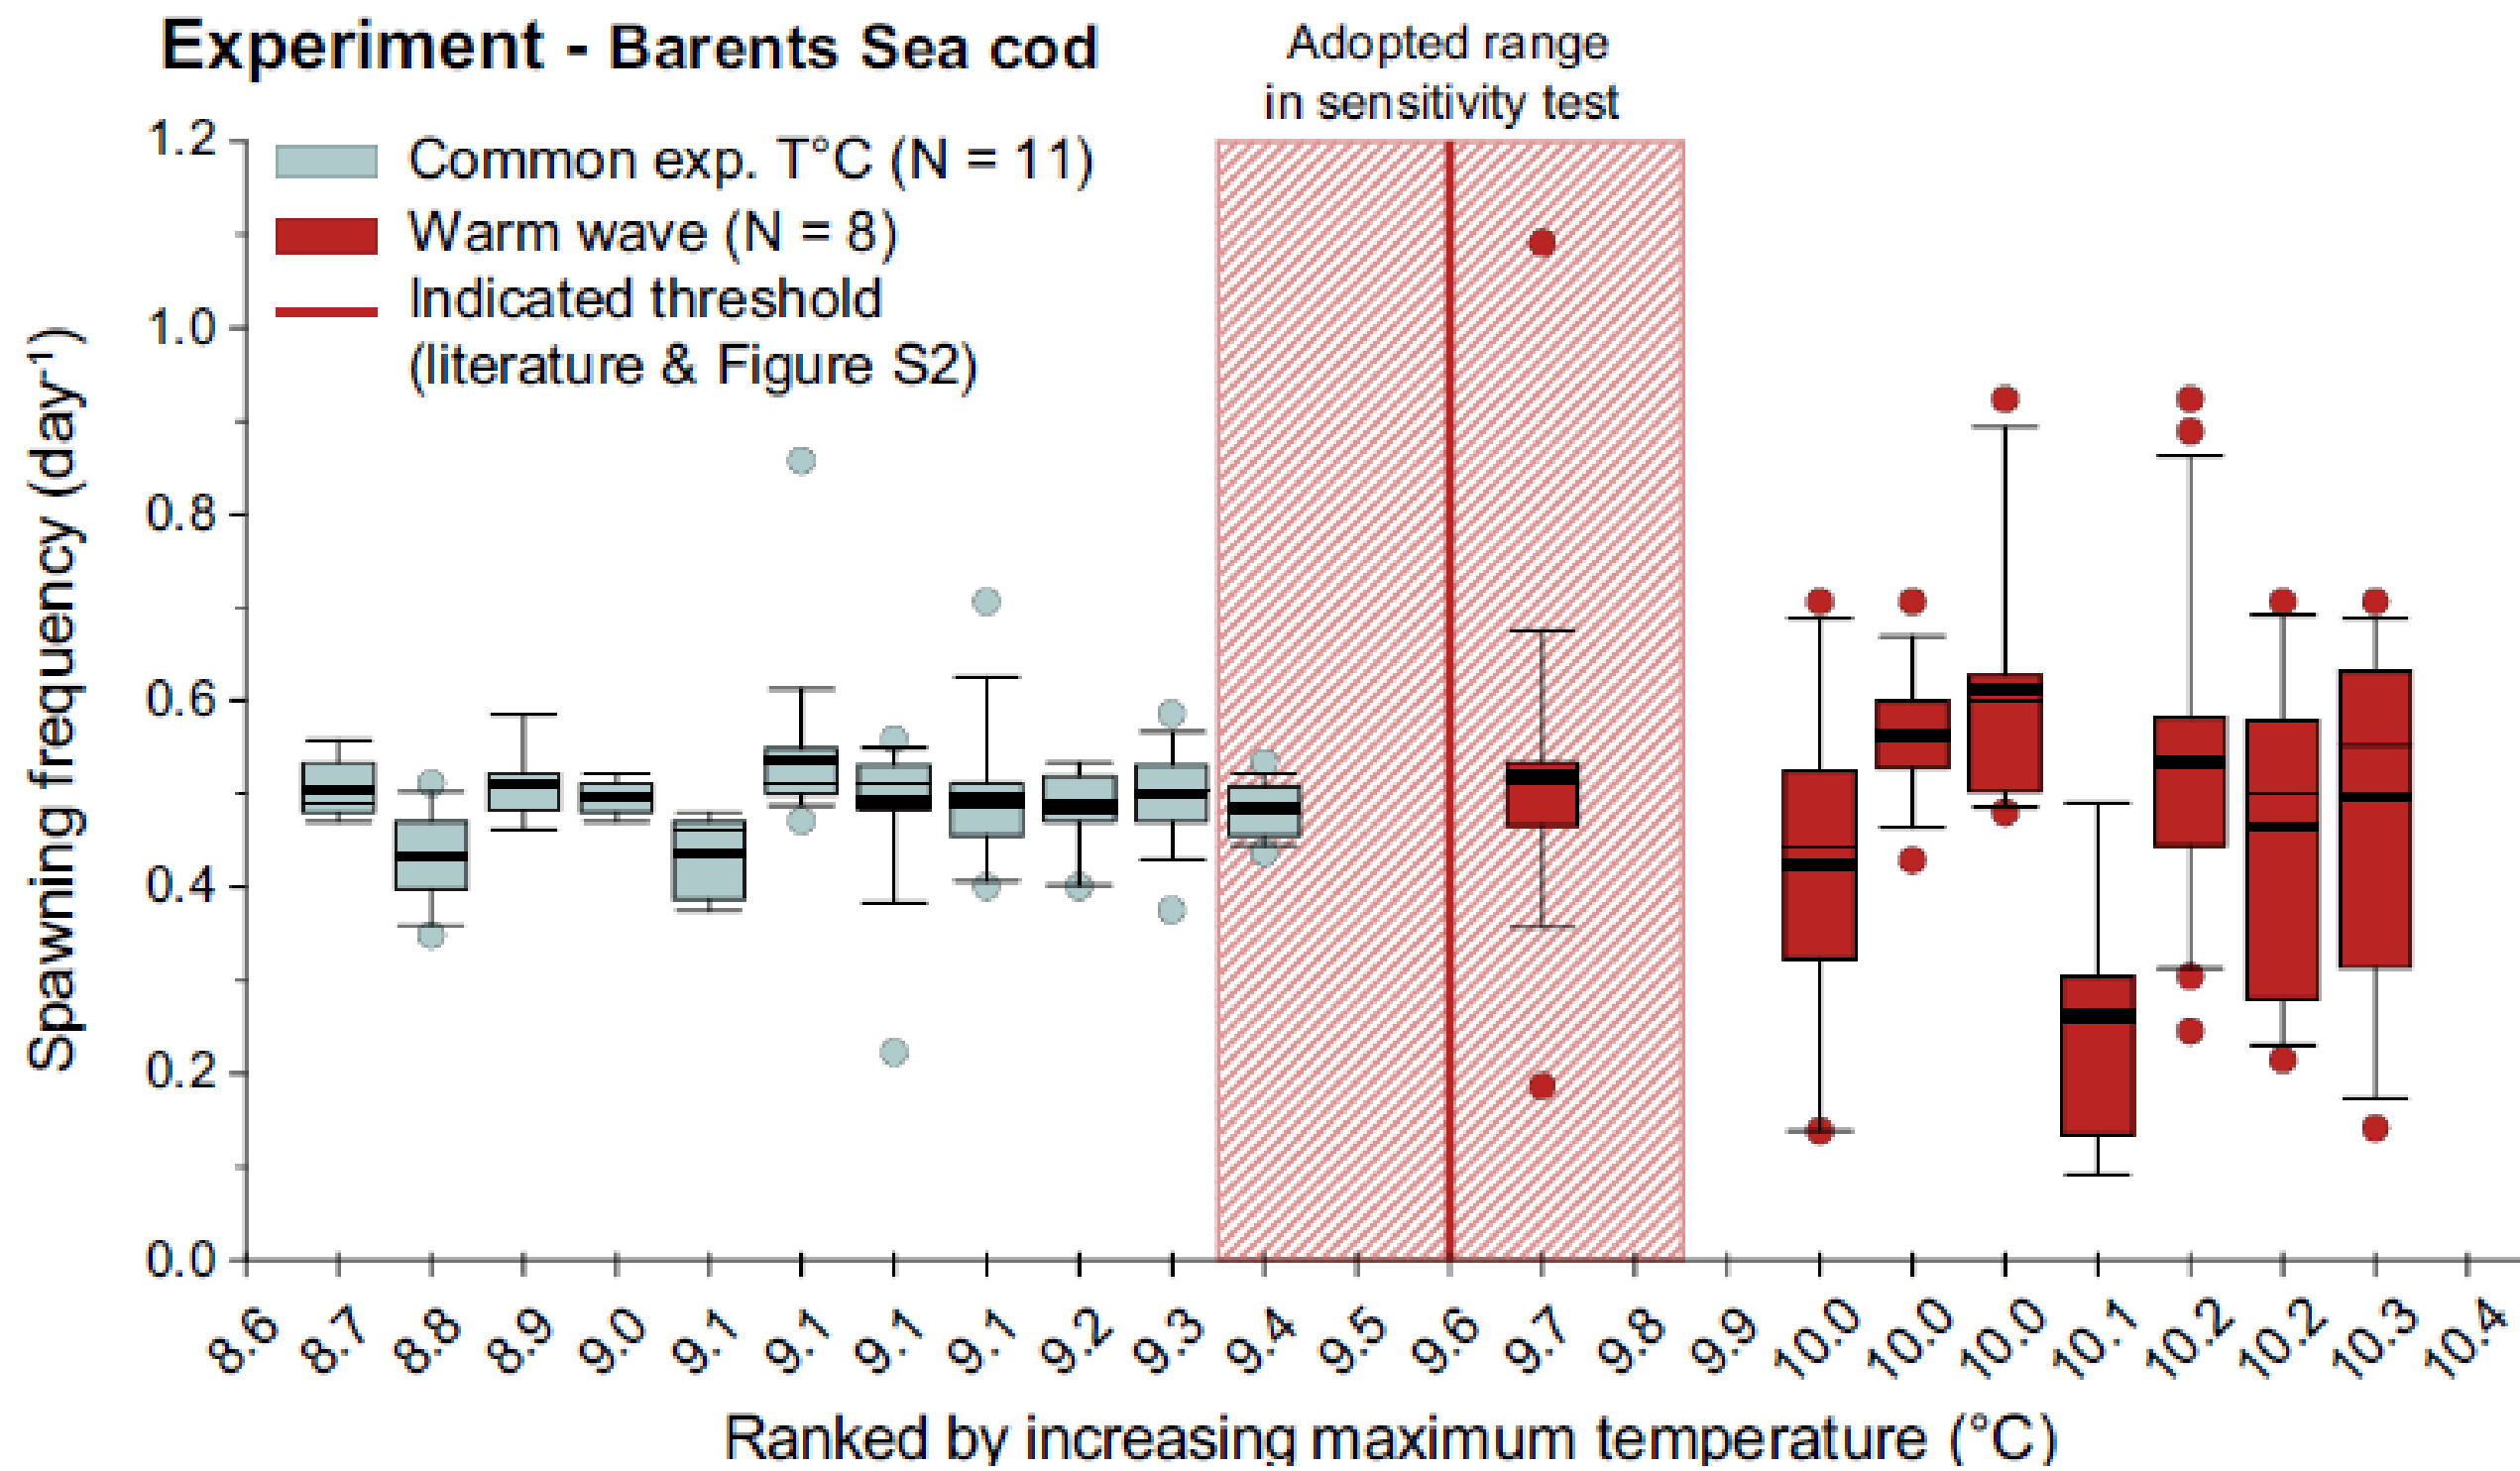 Experiment - Barents Sea cod
Adopted range
in sensitivity test
Common exp. T°C (N = 11)
Warm wave (N = 8)
Indicated threshold
(literature & Figure S2)
Spawning frequency (day⁻¹)
1.2
1.0
0.8
0.6
0.4
0.2
0.0
8.6 8.7 8.8 8.9 9.0 9.1 9.1 9.1 9.1 9.2 9.3 9.4 9.5 9.6 9.7 9.8 9.9 10.0 10.0 10.0 10.1 10.2 10.2 10.3 10.4
Ranked by increasing maximum temperature (°C)